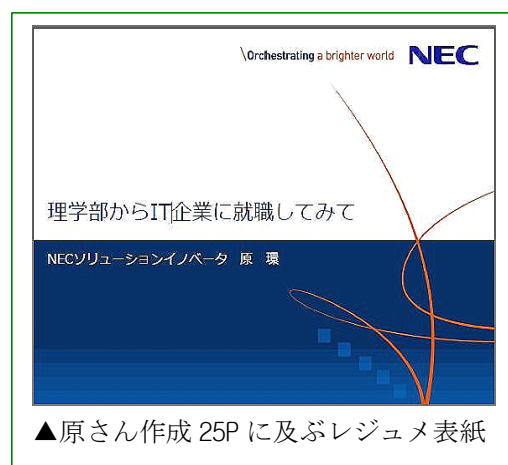 \Orchestrating a brighter world NEC
理学部からIT企業に就職してみて
NECソリューションイノベータ 原 環
▲原さん作成 25P に及ぶレジュメ表紙